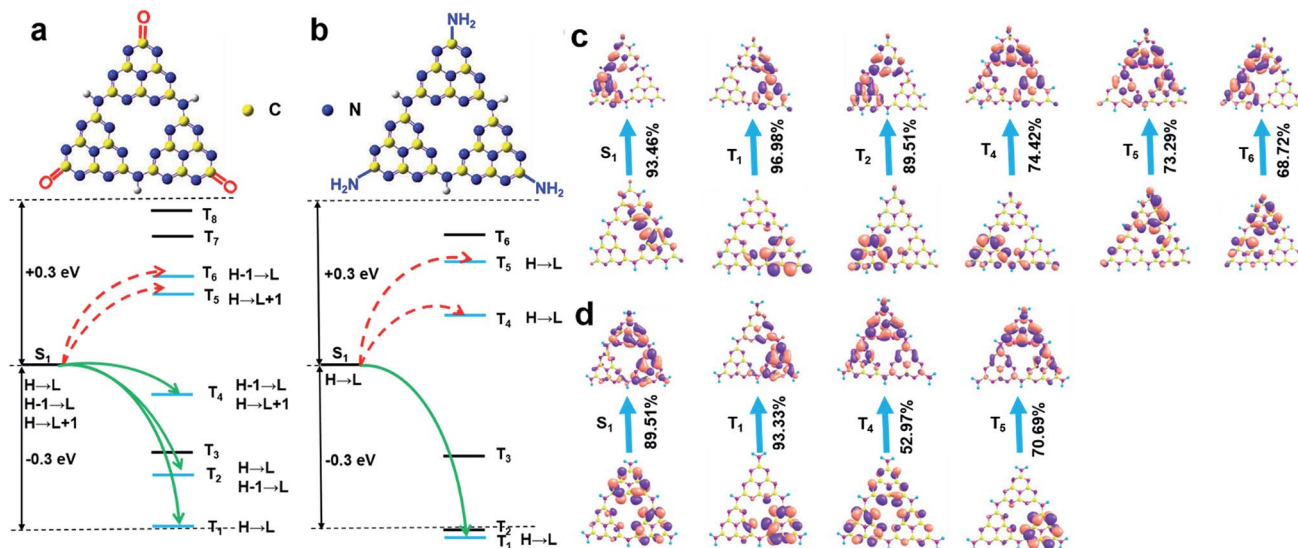 a
O
O
O
C
N
+0.3 eV
-0.3 eV
T8
T7
T6 H-1→L
T5 H→L+1
S1
H→L
H-1→L
H→L+1
T4 H-1→L
H→L+1
T3
T2 H→L
H-1→L
T1 H→L
b
NH2
H2N
NH2
+0.3 eV
-0.3 eV
T6
T5 H→L
T4 H→L
S1
H→L
T3
T2
T1 H→L
c
S1 93.46%
T1 96.98%
T2 89.51%
T4 74.42%
T5 73.29%
T6 68.72%
d
S1 89.51%
T1 93.33%
T4 52.97%
T5 70.69%